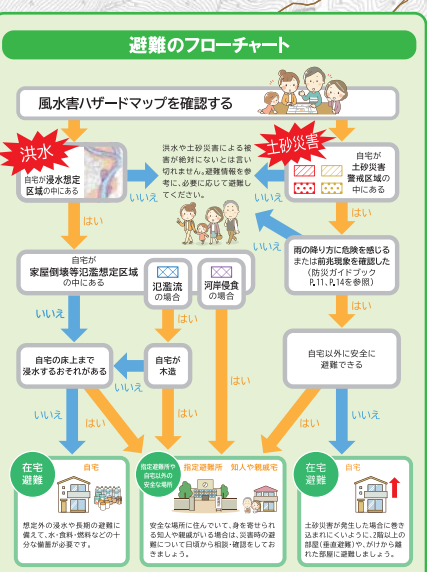 避難のフローチャート
風水害ハザードマップを確認する
洪水
自宅が浸水想定
区域の中にある
いいえ
はい
洪水や土砂災害による被
害が絶対にないとは言い
切れません。避難情報を参
考に、必要に応じて避難し
てください。
土砂災害
自宅が
土砂災害
警戒区域の
中にある
いいえ
はい
自宅が
家屋倒壊等氾濫想定区域
の中にある
氾濫流
の場合
河岸侵食
の場合
いいえ
はい
はい
雨の降り方に危険を感じる
または前兆現象を確認した
(防災ガイドブック
P.11、P.14を参照)
いいえ
はい
自宅の床上まで
浸水するおそれがある
自宅が
木造
いいえ
自宅以外に安全に
避難できる
いいえ
はい
はい
はい
いいえ
在宅
避難
自宅
想定外の浸水や長期の避難に
備えて、水・食料・燃料などの十
分な備蓄が必要です。
指定避難所や
自宅以外の
安全な場所
指定避難所 知人や親戚宅
安全な場所に住んでいて、身を寄せられ
る知人や親戚がいる場合は、災害時の避
難について日頃から相談・確認をしてお
きましょう。
在宅
避難
自宅
土砂災害が発生した場合に巻き
込まれにくいように、2階以上の
部屋(垂直避難)や、がけから離
れた部屋に避難しましょう。